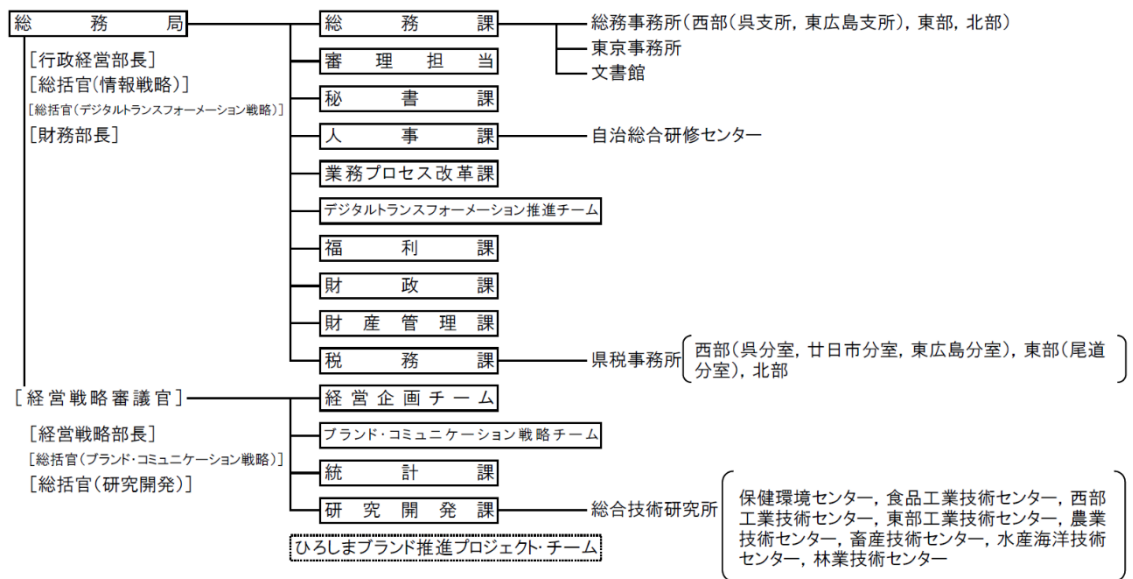 総務局
総務課
総務事務所(西部(呉支所, 東広島支所), 東部, 北部)
東京事務所
文書館
[行政経営部長]
[総括官(情報戦略)]
[総括官(デジタルトランスフォーメーション戦略)]
[財務部長]
審理担当
秘書課
人事課
自治総合研修センター
業務プロセス改革課
デジタルトランスフォーメーション推進チーム
福利課
財政課
財産管理課
税務課
県税事務所
西部(呉分室, 廿日市分室, 東広島分室), 東部(尾道
分室), 北部
[経営戦略審議官]
経営企画チーム
[経営戦略部長]
[総括官(ブランド・コミュニケーション戦略)]
[総括官(研究開発)]
ブランド・コミュニケーション戦略チーム
統計課
研究開発課
総合技術研究所
保健環境センター, 食品工業技術センター, 西部
工業技術センター, 東部工業技術センター, 農業
技術センター, 畜産技術センター, 水産海洋技術
センター, 林業技術センター
ひろしまブランド推進プロジェクト・チーム